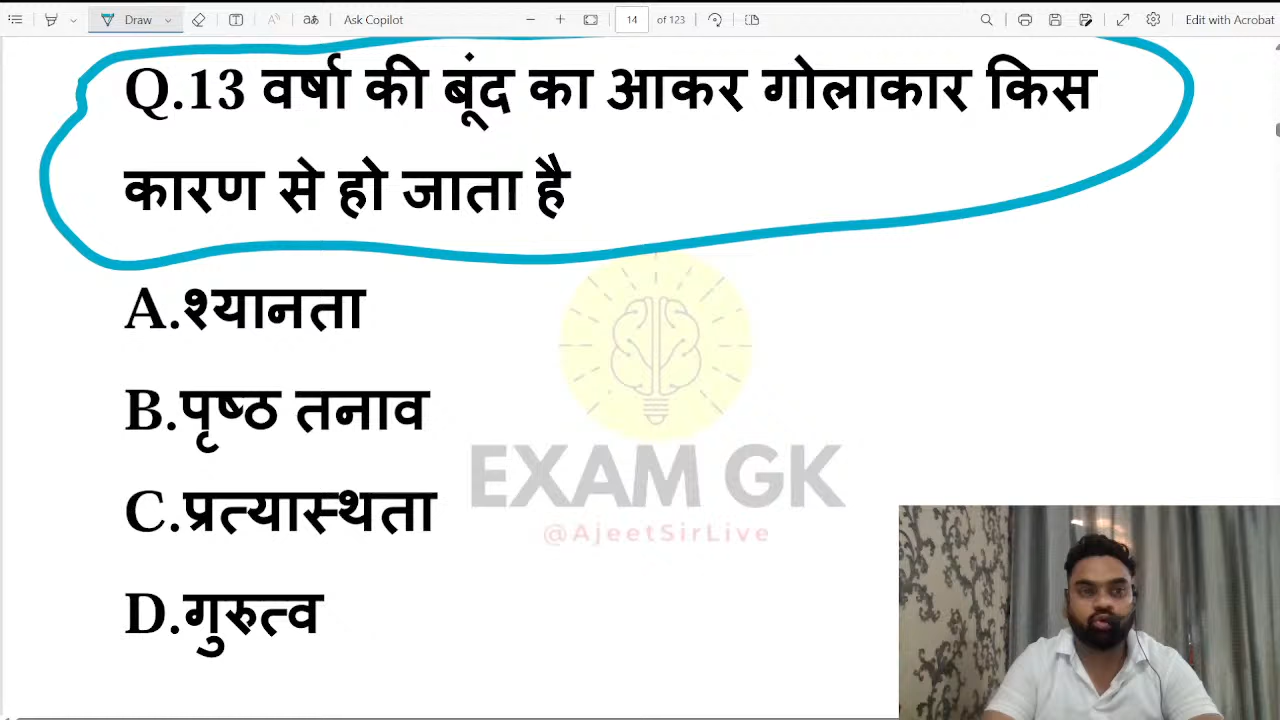 Draw
Ask Copilot
14 of 123
Edit with Acrobat
Q.13 वर्षा की बूंद का आकर गोलाकार किस
कारण से हो जाता है
A.श्यानता
B.पृष्ठ तनाव
C.प्रत्यास्थता
D.गुरुत्व
EXAM GK
@AjeetSirLive